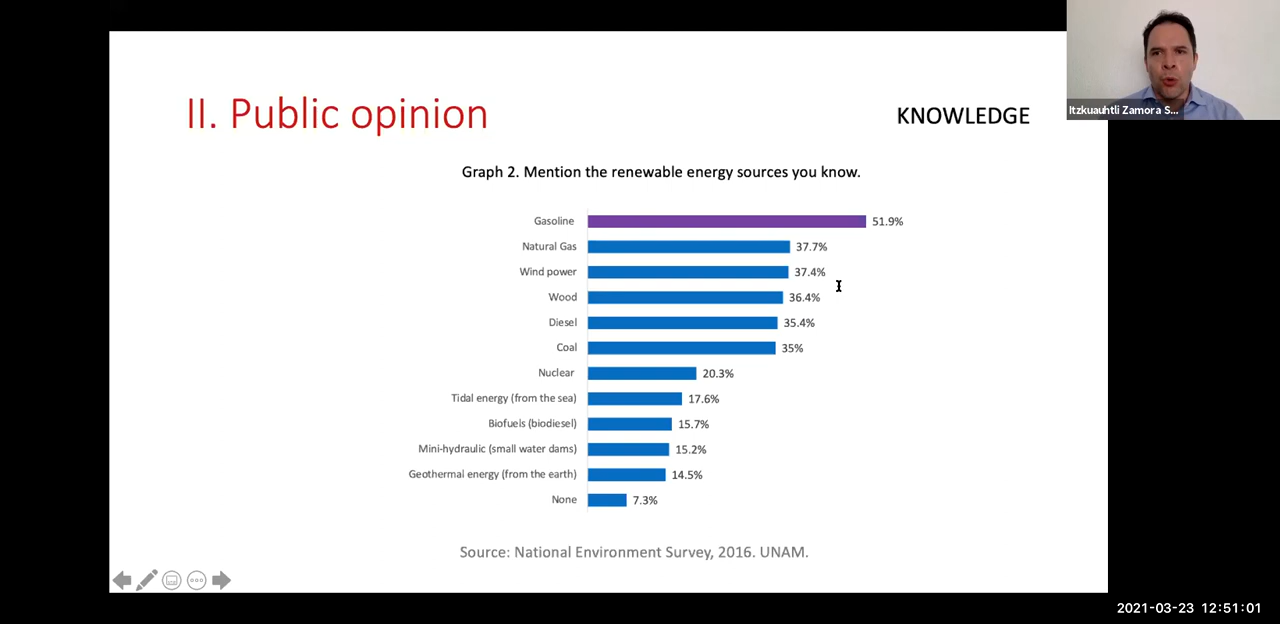 II. Public opinion
KNOWLEDGE
Itzkuauhtli Zamora S...
Graph 2. Mention the renewable energy sources you know.
Gasoline 51.9%
Natural Gas 37.7%
Wind power 37.4%
Wood 36.4%
Diesel 35.4%
Coal 35%
Nuclear 20.3%
Tidal energy (from the sea) 17.6%
Biofuels (biodiesel) 15.7%
Mini-hydraulic (small water dams) 15.2%
Geothermal energy (from the earth) 14.5%
None 7.3%
Source: National Environment Survey, 2016. UNAM.
2021-03-23 12:51:01